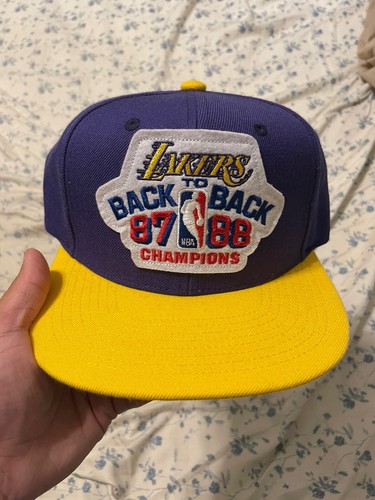 LAKERS
TO
BACK BACK
87 88
NBA
CHAMPIONS